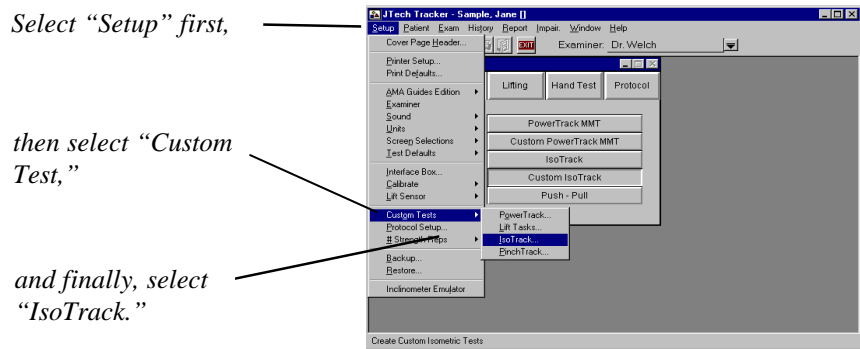 Select “Setup” first,
then select “Custom
Test,”
and finally, select
“IsoTrack.”
JTech Tracker - Sample, Jane []
Setup Patient Exam History Report Impair. Window Help
Cover Page Header...
EXIT Examiner: Dr. Welch
Printer Setup...
Print Defaults...
AMA Guides Edition
Examiner
Sound
Units
Screen Selections
Test Defaults
Interface Box...
Calibrate
Lift Sensor
Custom Tests
Protocol Setup...
# Strength Reps
Backup...
Restore...
Inclinometer Emulator
Lifting Hand Test Protocol
PowerTrack MMT
Custom PowerTrack MMT
IsoTrack
Custom IsoTrack
Push - Pull
PowerTrack...
Lift Tasks...
IsoTrack...
PinchTrack...
Create Custom Isometric Tests